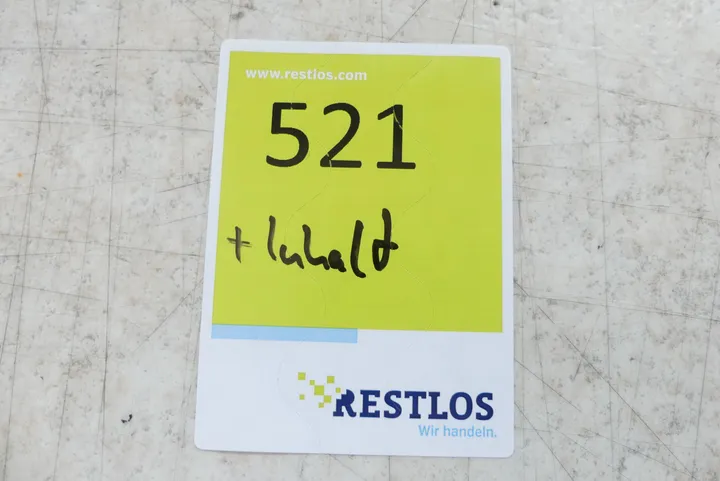 www.restlos.com
521
+ Inhalt
RESTLOS
Wir handeln.